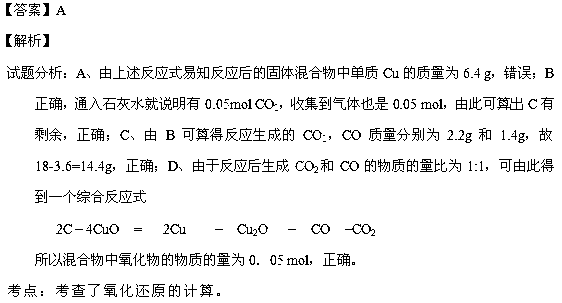 【答案】A
【解析】
试题分析：A、由上述反应式易知反应后的固体混合物中单质 Cu 的质量为 6.4 g，错误；B
正确，通入石灰水就说明有 0.05mol CO₂，收集到气体也是 0.05 mol，由此可算出 C 有
剩余，正确；C、由 B 可算得反应生成的 CO₂，CO 质量分别为 2.2g 和 1.4g，故
18-3.6=14.4g，正确；D、由于反应后生成 CO₂和 CO 的物质的量比为 1:1，可由此得
到一个综合反应式
2C－4CuO = 2Cu － Cu₂O － CO －CO₂
所以混合物中氧化物的物质的量为 0．05 mol，正确。
考点：考查了氧化还原的计算。